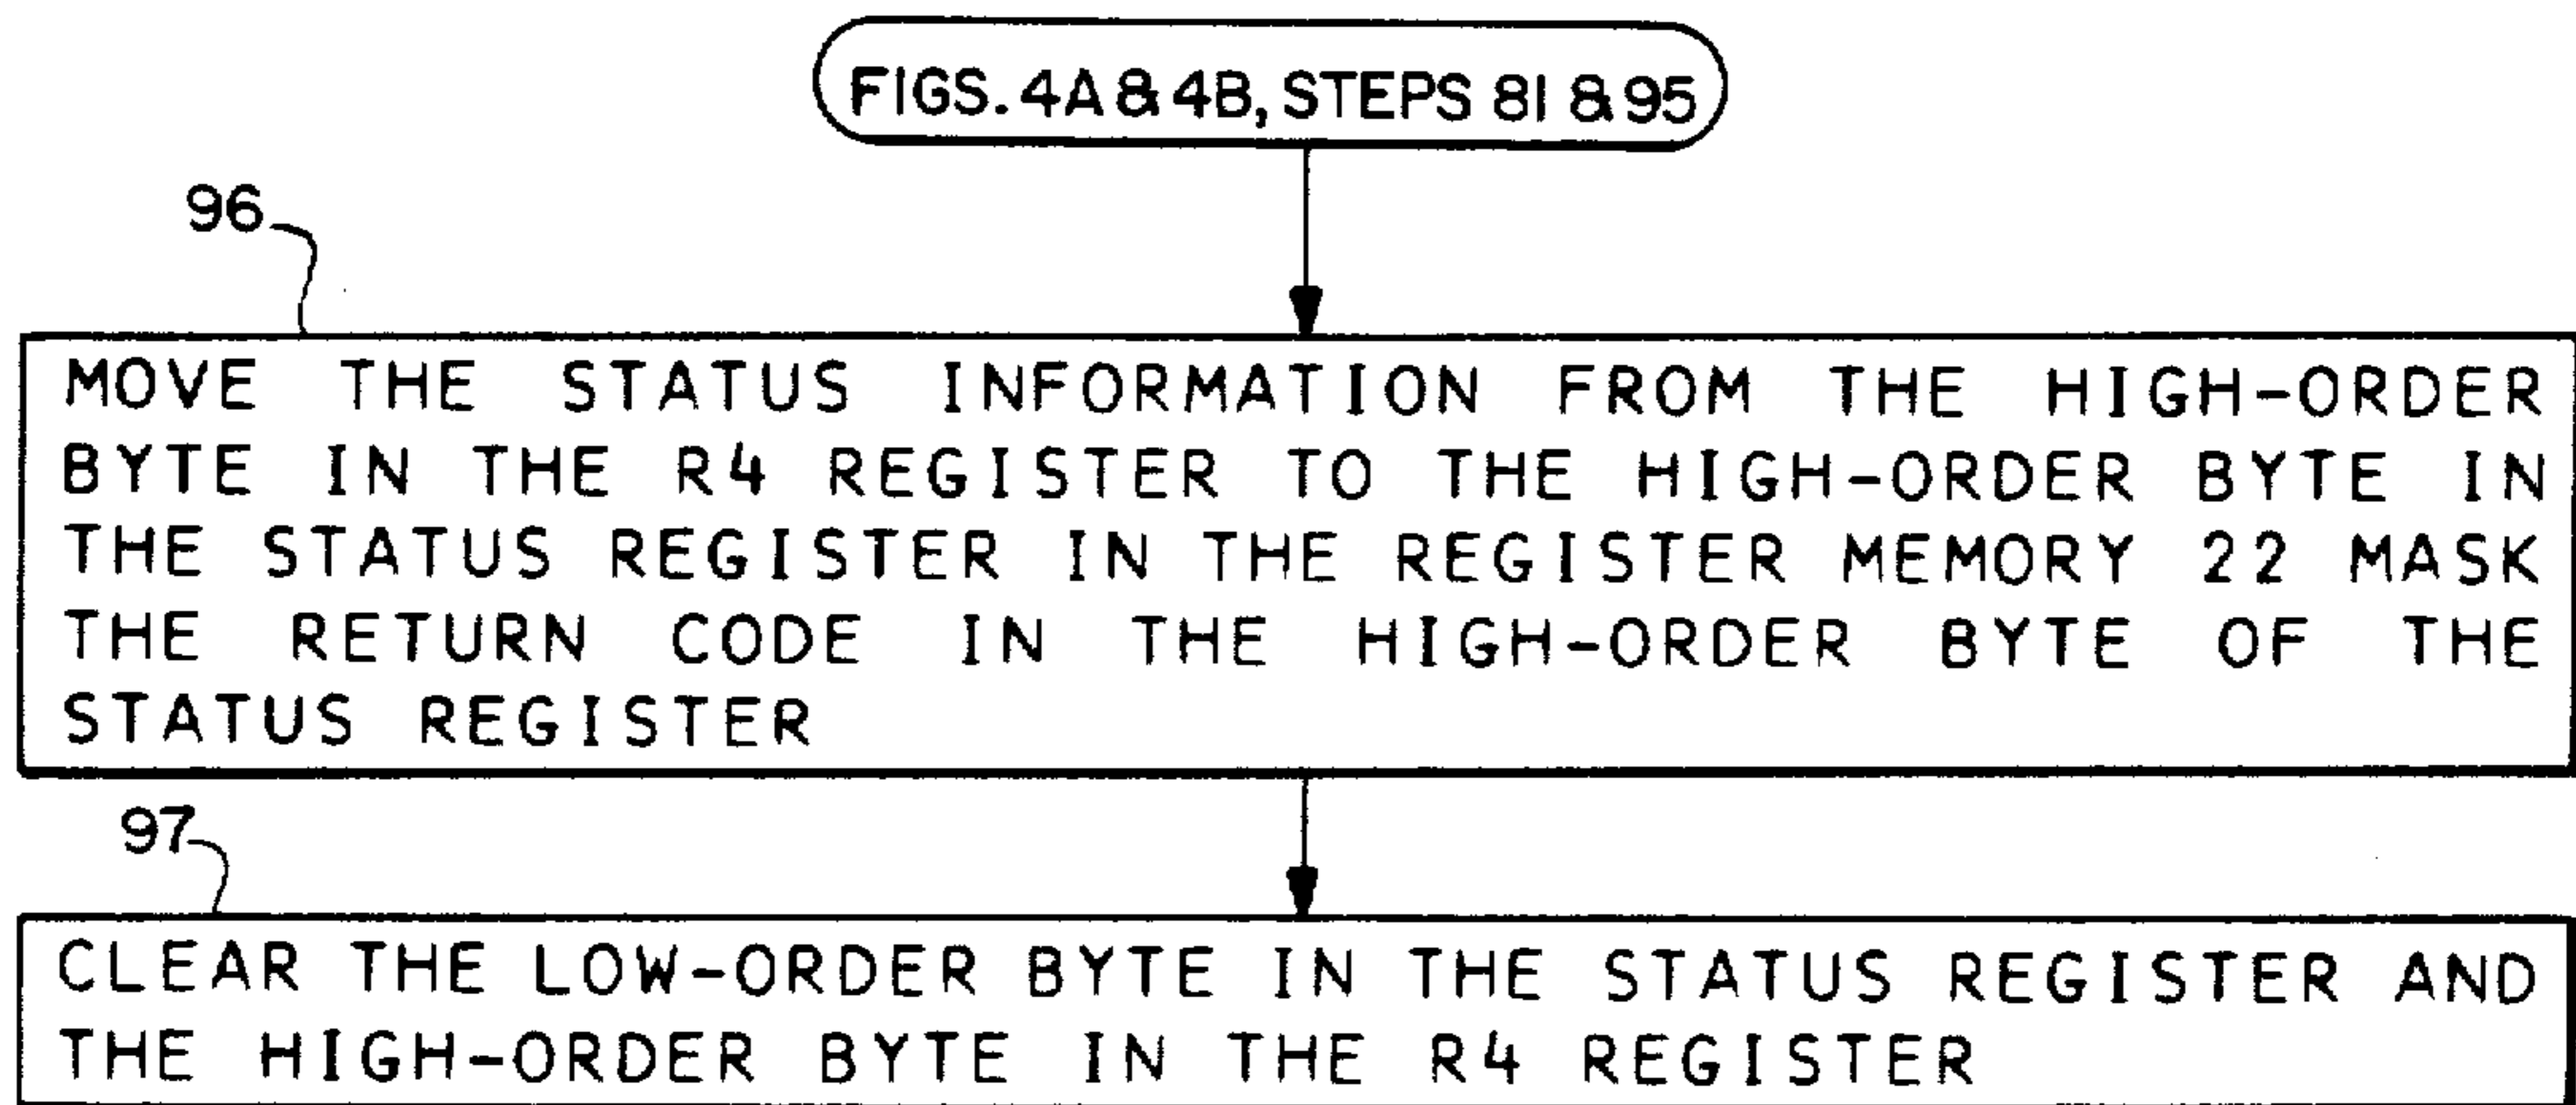 FIGS. 4A & 4B, STEPS 81 & 95
96
MOVE THE STATUS INFORMATION FROM THE HIGH-ORDER
BYTE IN THE R4 REGISTER TO THE HIGH-ORDER BYTE IN
THE STATUS REGISTER IN THE REGISTER MEMORY 22 MASK
THE RETURN CODE IN THE HIGH-ORDER BYTE OF THE
STATUS REGISTER
97
CLEAR THE LOW-ORDER BYTE IN THE STATUS REGISTER AND
THE HIGH-ORDER BYTE IN THE R4 REGISTER